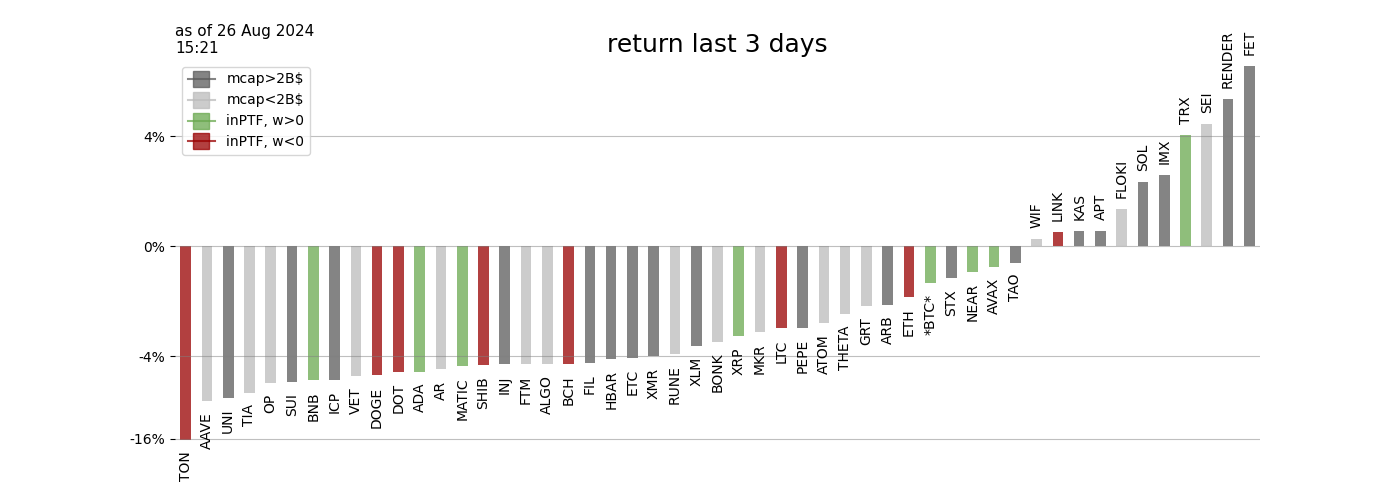 as of 26 Aug 2024
15:21
return last 3 days
mcap>2B$
mcap<2B$
inPTF, w>0
inPTF, w<0
4%
0%
-4%
-16%
TON
AAVE
UNI
TIA
OP
SUI
BNB
ICP
VET
DOGE
DOT
ADA
AR
MATIC
SHIB
INJ
FTM
ALGO
BCH
FIL
HBAR
ETC
XMR
RUNE
XLM
BONK
XRP
MKR
LTC
PEPE
ATOM
THETA
GRT
ARB
ETH
*BTC*
STX
NEAR
AVAX
TAO
WIF
LINK
KAS
APT
FLOKI
SOL
IMX
TRX
SEI
RENDER
FET